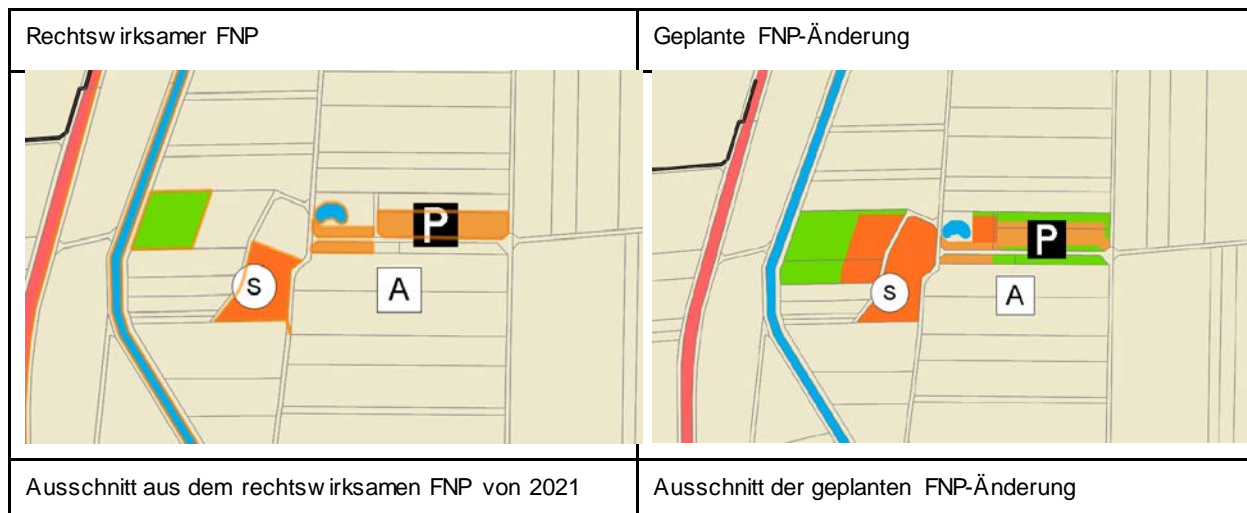 Rechtswirksamer FNP
Geplante FNP-Änderung
P
S
A
P
S
A
Ausschnitt aus dem rechtswirksamen FNP von 2021
Ausschnitt der geplanten FNP-Änderung